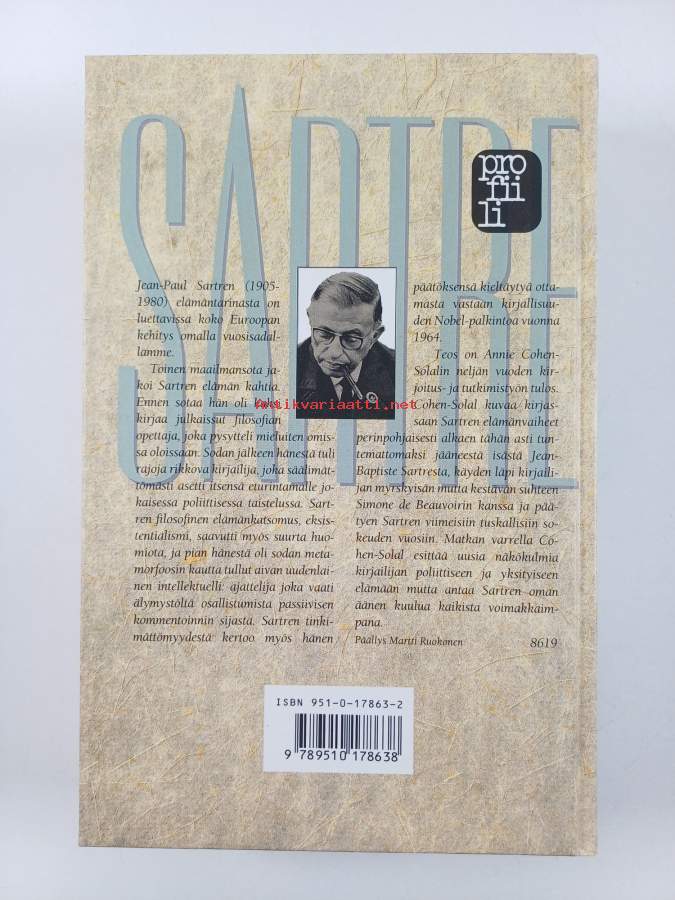 SARTRE
pro
fii
li
Jean-Paul Sartren (1905-
1980) elämäntarinasta on
luettavissa koko Euroopan
kehitys omalla vuosisadal-
lamme.
Toinen maailmansota ja-
koi Sartren elämän kahtia.
Ennen sotaa hän oli kaksi
kirjaa julkaissut filosofian
opettaja, joka pysytteli mieluiten omis-
sa oloissaan. Sodan jälkeen hänestä tuli
rajoja rikkova kirjailija, joka säälimät-
tömästi asetti itsensä eturintamalle jo-
kaisessa poliittisessa taistelussa. Sart-
ren filosofinen elämänkatsomus, eksis-
tentialismi, saavutti myös suurta huo-
miota, ja pian hänestä oli sodan meta-
morfoosin kautta tullut aivan uudenlai-
nen intellektuelli: ajattelija joka vaati
älymystöltä osallistumista passiivisen
kommentoinnin sijasta. Sartren tinki-
mättömyydestä kertoo myös hänen
päätöksensä kieltäytyä otta-
masta vastaan kirjallisuu-
den Nobel-palkintoa vuonna
1964.
Teos on Annie Cohen-
Solalin neljän vuoden kir-
joitus- ja tutkimistyön tulos.
Cohen-Solal kuvaa kirjas-
saan Sartren elämänvaiheet
perinpohjaisesti alkaen tähän asti tun-
temattomaksi jääneestä isästä Jean-
Baptiste Sartresta, käyden läpi kirjaili-
jan myrskyisän mutta kestävän suhteen
Simone de Beauvoirin kanssa ja pää-
tyen Sartren viimeisiin tuskallisiin so-
keuden vuosiin. Matkan varrella Co-
hen-Solal esittää uusia näkökulmia
kirjailijan poliittiseen ja yksityiseen
elämään mutta antaa Sartren oman
äänen kuulua kaikista voimakkaim-
pana.
Päällys Martti Ruokonen 8619
antikvariaatti.net
ISBN 951-0-17863-2
9 789510 178638